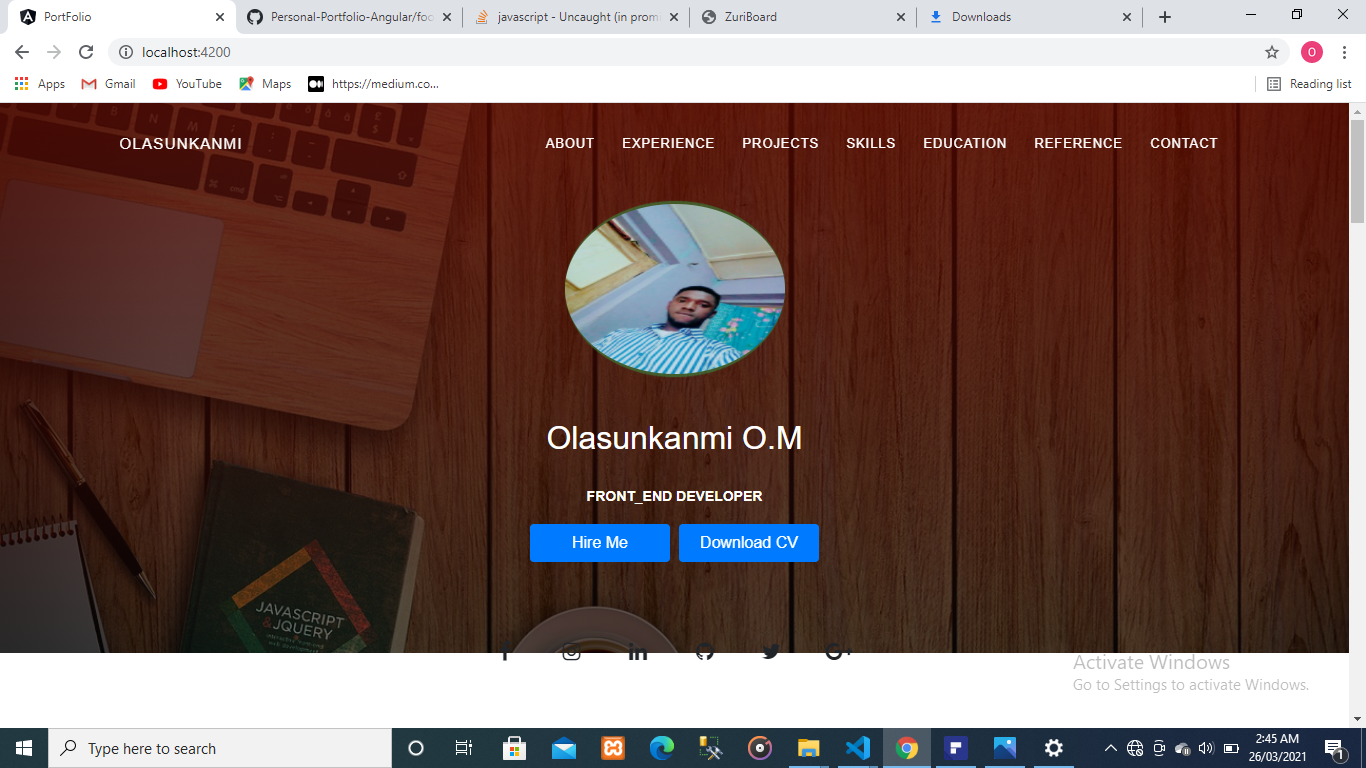 PortFolio
Personal-Portfolio-Angular/foc
javascript - Uncaught (in promi
ZuriBoard
Downloads
localhost:4200
O
Apps
Gmail
YouTube
Maps
https://medium.co...
Reading list
OLASUNKANMI
ABOUT
EXPERIENCE
PROJECTS
SKILLS
EDUCATION
REFERENCE
CONTACT
Olasunkanmi O.M
FRONT_END DEVELOPER
Hire Me
Download CV
JAVASCRIPT
&JQUERY
Activate Windows
Go to Settings to activate Windows.
Type here to search
2:45 AM
26/03/2021
1